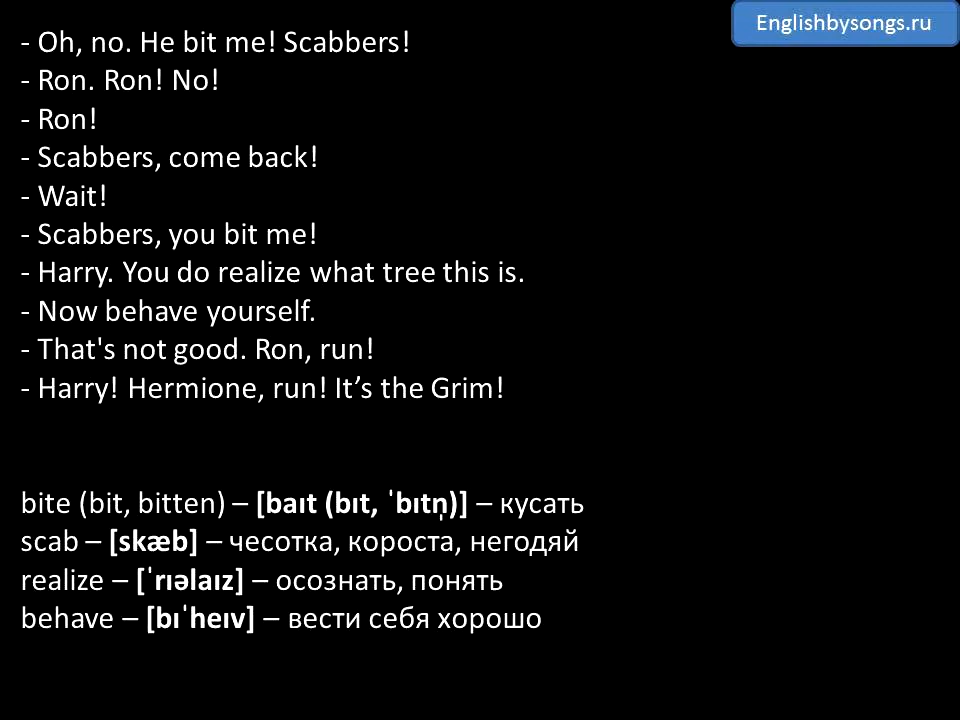 Englishbysongs.ru
- Oh, no. He bit me! Scabbers!
- Ron. Ron! No!
- Ron!
- Scabbers, come back!
- Wait!
- Scabbers, you bit me!
- Harry. You do realize what tree this is.
- Now behave yourself.
- That's not good. Ron, run!
- Harry! Hermione, run! It’s the Grim!
bite (bit, bitten) – [baɪt (bɪt, ˈbɪtn̩)] – кусать
scab – [skæb] – чесотка, короста, негодяй
realize – [ˈrɪəlaɪz] – осознать, понять
behave – [bɪˈheɪv] – вести себя хорошо